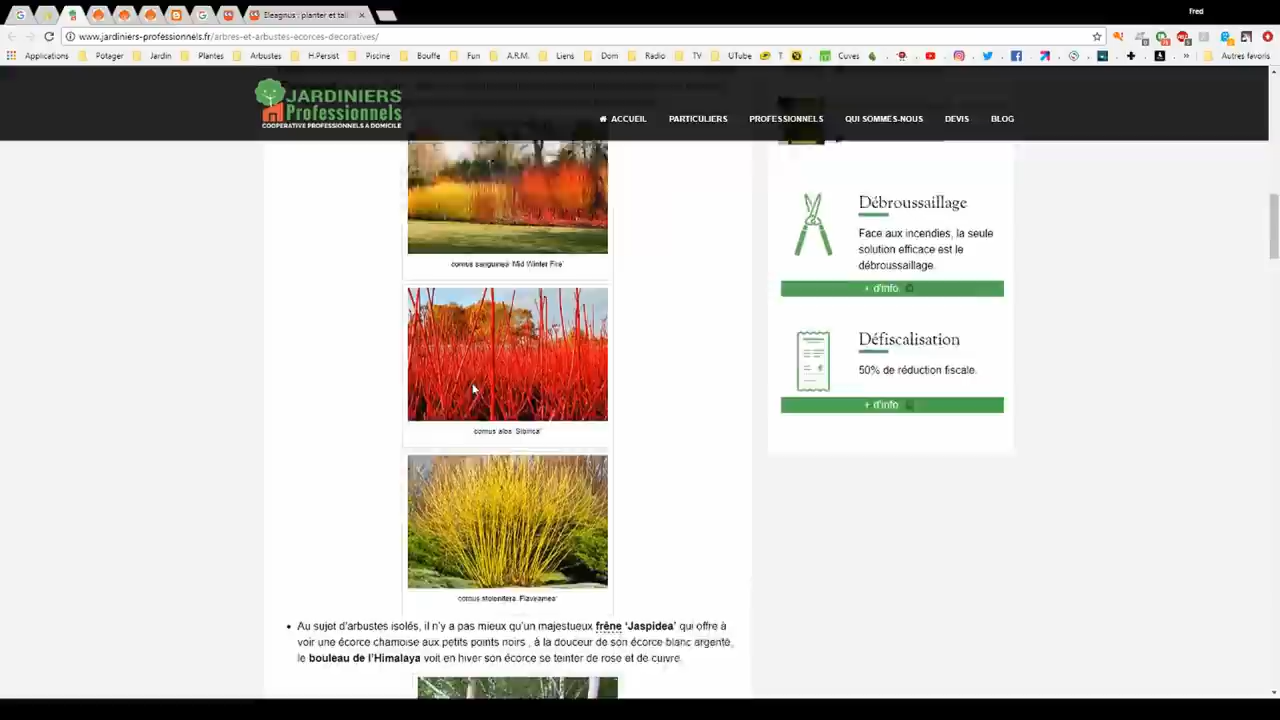 Eleagnus : planter et tail
Fred
www.jardiniers-professionnels.fr/arbres-et-arbustes-ecorces-decoratives/
Applications Potager Jardin Plantes Arbustes H.Persist Piscine Bouffe Fun A.R.M. Liens Dom Radio TV UTube T Cuves » Autres favoris
JARDINIERS
Professionnels
COOPERATIVE PROFESSIONNELS A DOMICILE
ACCUEIL PARTICULIERS PROFESSIONNELS QUI SOMMES-NOUS DEVIS BLOG
cornus sanguinea 'Mid Winter Fire'
cornus alba 'Sibirica'
cornus stolonifera 'Flaviramea'
• Au sujet d'arbustes isolés, il n'y a pas mieux qu'un majestueux frêne 'Jaspidea' qui offre à
voir une écorce chamoise aux petits points noirs , à la douceur de son écorce blanc argenté,
le bouleau de l'Himalaya voit en hiver son écorce se teinter de rose et de cuivre.
Débroussaillage
Face aux incendies, la seule
solution efficace est le
débroussaillage.
+ d'info
Défiscalisation
50% de réduction fiscale.
+ d'info